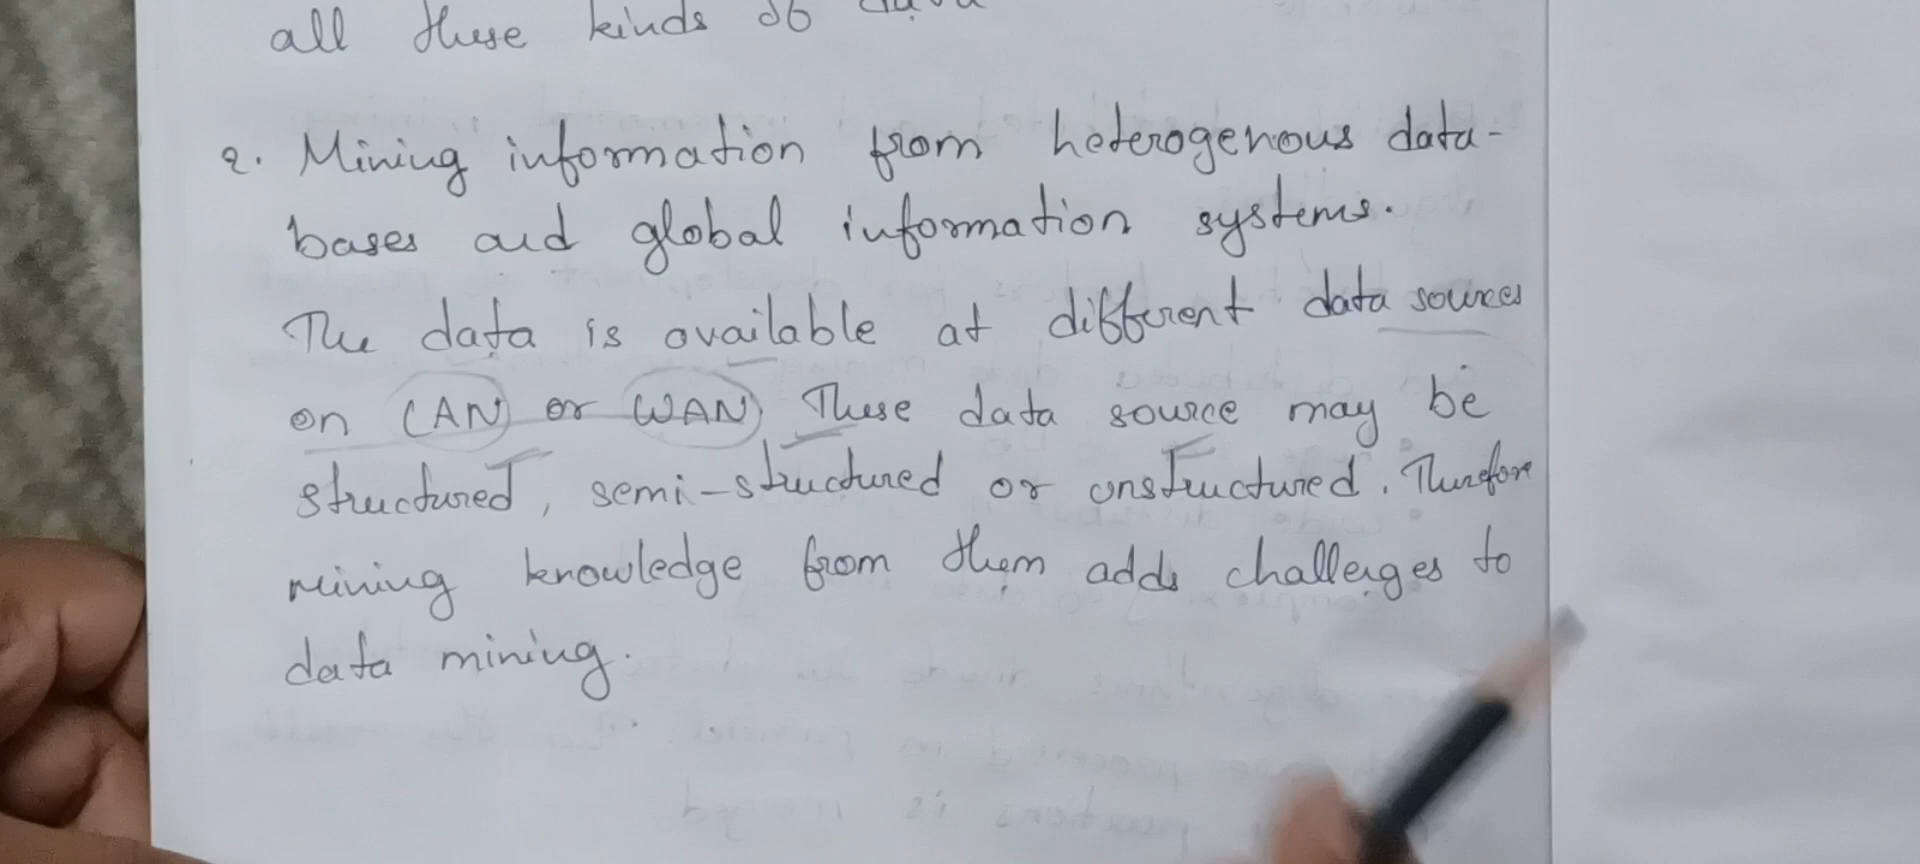 all these kinds of data
2. Mining information from heterogenous data-
bases and global information systems.
The data is available at different data sources
on LAN or WAN These data source may be
structured, semi-structured or unstructured. Therefore
mining knowledge from them adds challenges to
data mining.